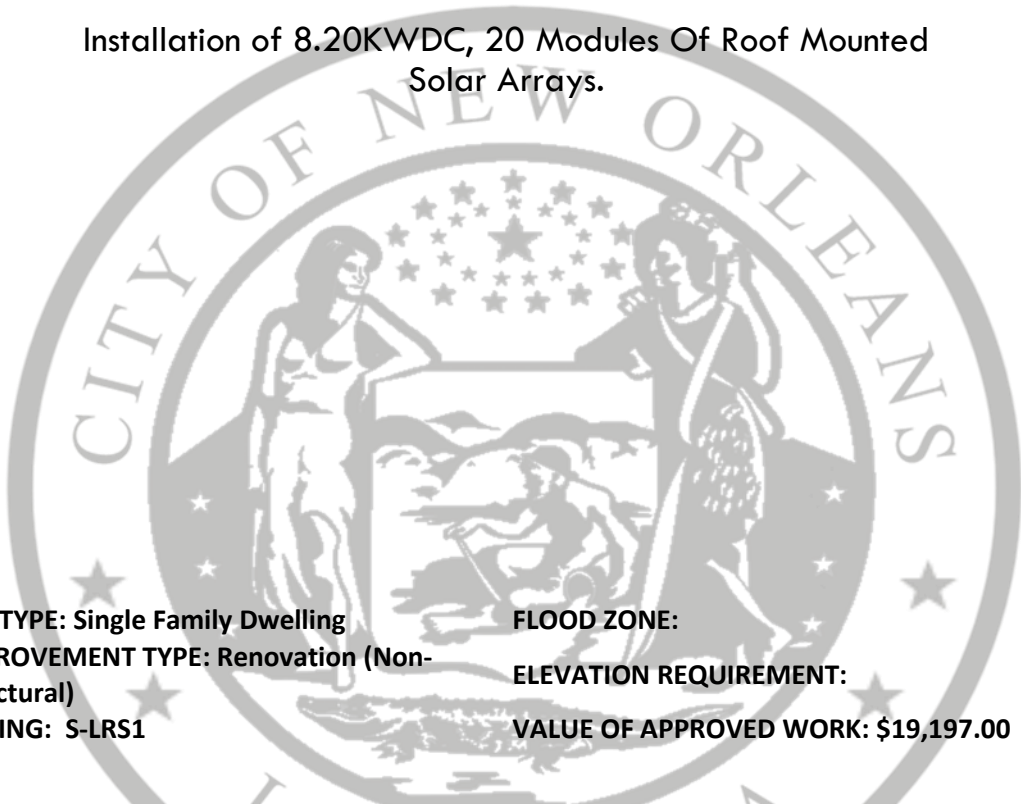 Installation of 8.20KWDC, 20 Modules Of Roof Mounted
Solar Arrays.
CITY OF NEW ORLEANS
TYPE: Single Family Dwelling
ROVEMENT TYPE: Renovation (Non-
ctural)
ING: S-LRS1
FLOOD ZONE:
ELEVATION REQUIREMENT:
VALUE OF APPROVED WORK: $19,197.00